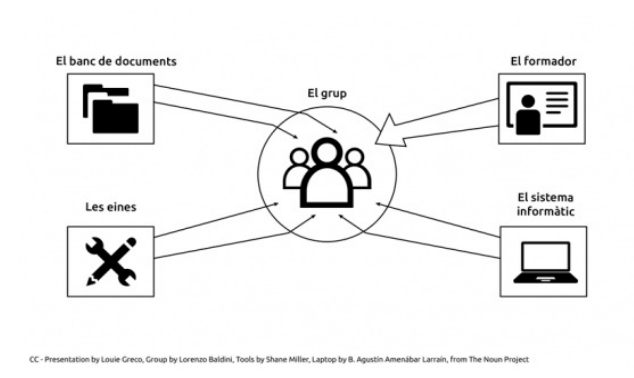 El banc de documents
El formador
El grup
Les eines
El sistema
informàtic
CC - Presentation by Louie Greco, Group by Lorenzo Baldini, Tools by Shane Miller, Laptop by B. Agustín Amenábar Larraín, from The Noun Project